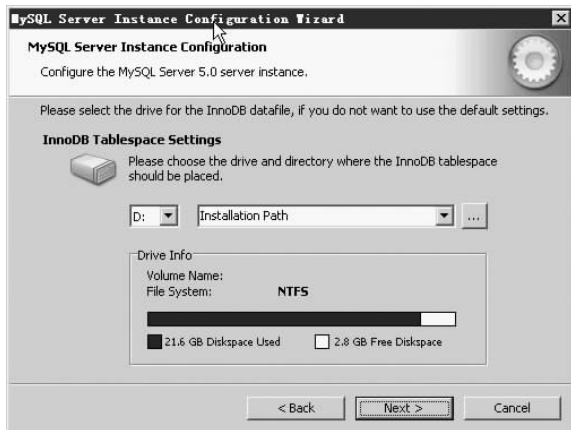 MySQL Server Instance Configuration Wizard
MySQL Server Instance Configuration
Configure the MySQL Server 5.0 server instance.
Please select the drive for the InnoDB datafile, if you do not want to use the default settings.
InnoDB Tablespace Settings
Please choose the drive and directory where the InnoDB tablespace
should be placed.
D: Installation Path ...
Drive Info
Volume Name:
File System: NTFS
21.6 GB Diskspace Used 2.8 GB Free Diskspace
< Back Next > Cancel